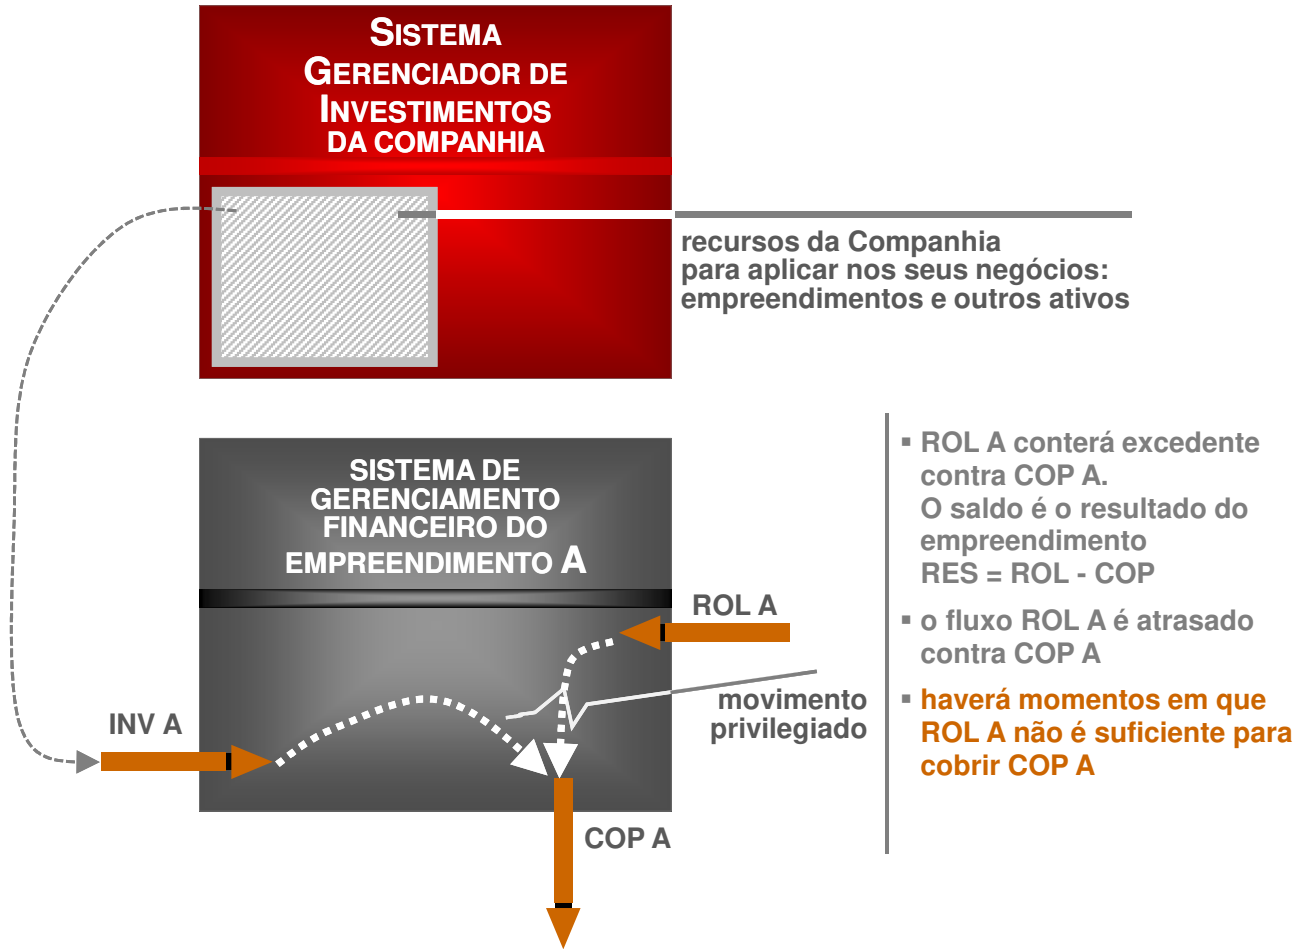 SISTEMA
GERENCIADOR DE
INVESTIMENTOS
DA COMPANHIA
recursos da Companhia
para aplicar nos seus negócios:
empreendimentos e outros ativos
SISTEMA DE
GERENCIAMENTO
FINANCEIRO DO
EMPREENDIMENTO A
ROL A
movimento
privilegiado
INV A
COP A
▪ ROL A conterá excedente
contra COP A.
O saldo é o resultado do
empreendimento
RES = ROL - COP
▪ o fluxo ROL A é atrasado
contra COP A
▪ haverá momentos em que
ROL A não é suficiente para
cobrir COP A